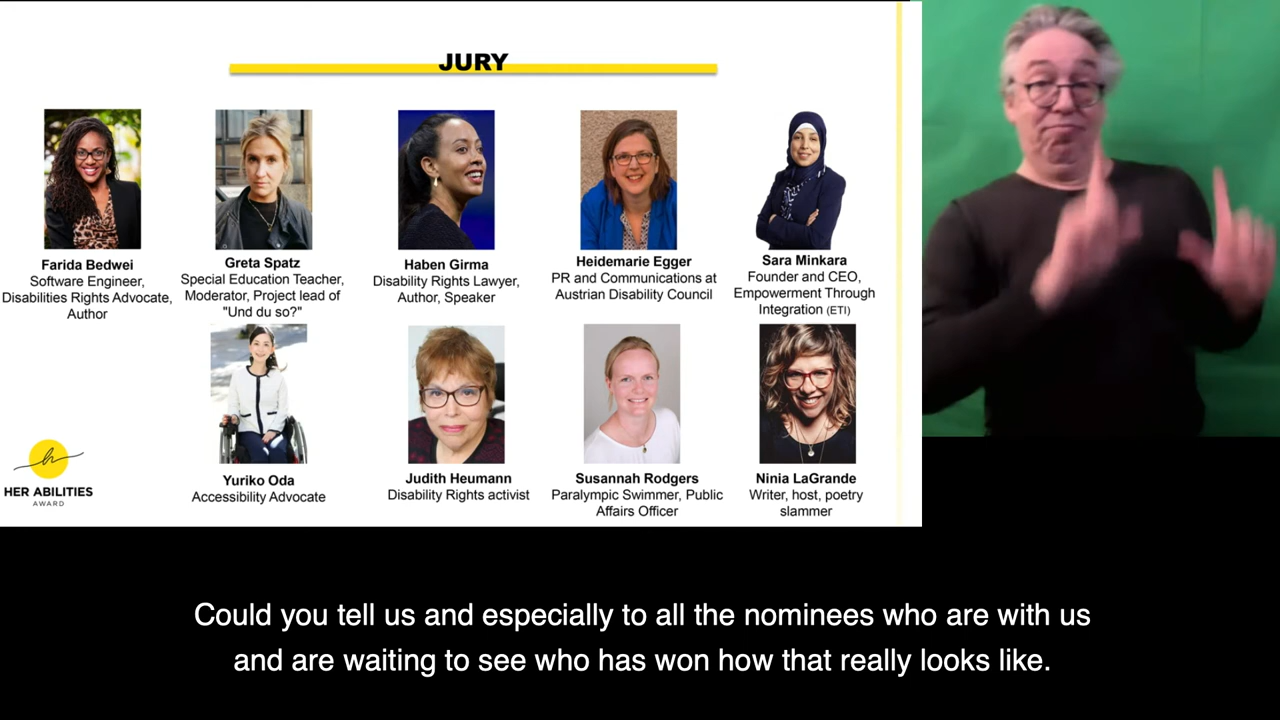 JURY
Farida Bedwei
Software Engineer,
Disabilities Rights Advocate,
Author
Greta Spatz
Special Education Teacher,
Moderator, Project lead of
"Und du so?"
Haben Girma
Disability Rights Lawyer,
Author, Speaker
Heidemarie Egger
PR and Communications at
Austrian Disability Council
Sara Minkara
Founder and CEO,
Empowerment Through
Integration (ETI)
h
HER ABILITIES
AWARD
Yuriko Oda
Accessibility Advocate
Judith Heumann
Disability Rights activist
Susannah Rodgers
Paralympic Swimmer, Public
Affairs Officer
Ninia LaGrande
Writer, host, poetry
slammer
Could you tell us and especially to all the nominees who are with us
and are waiting to see who has won how that really looks like.